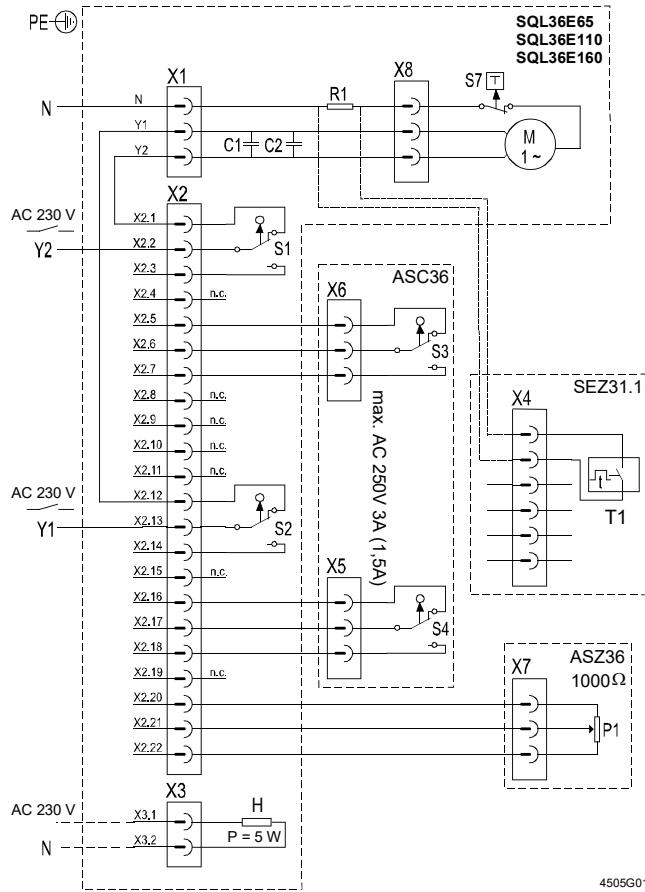 PE
SQL36E65
SQL36E110
SQL36E160
X1
X8
S7
T
N
N
R1
Y1
C1
C2
M
1 ~
Y2
X2
AC 230 V
X2.1
Y2
X2.2
S1
X2.3
X2.4
n.c.
X6
ASC36
X2.5
X2.6
S3
X2.7
X2.8
n.c.
X2.9
n.c.
X2.10
n.c.
X2.11
n.c.
max. AC 250V 3A (1,5A)
X4
SEZ31.1
t
T1
AC 230 V
X2.12
Y1
X2.13
S2
X2.14
X2.15
n.c.
X5
X2.16
X2.17
S4
X2.18
X2.19
n.c.
X7
ASZ36
1000Ω
X2.20
X2.21
P1
X2.22
X3
AC 230 V
X3.1
H
N
X3.2
P = 5 W
4505G01